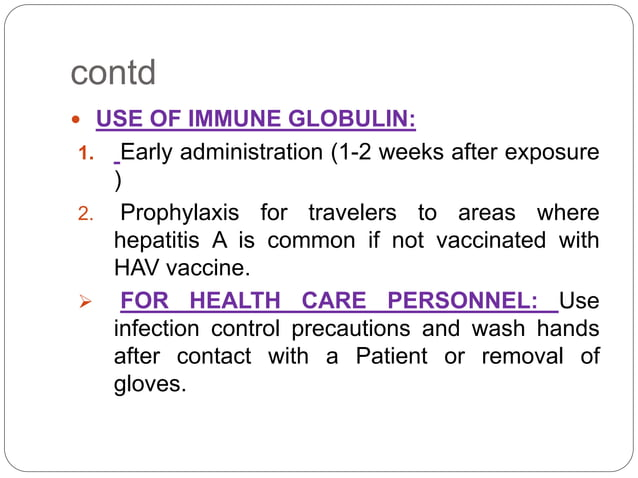 contd
• USE OF IMMUNE GLOBULIN:
1. Early administration (1-2 weeks after exposure
)
2. Prophylaxis for travelers to areas where
hepatitis A is common if not vaccinated with
HAV vaccine.
➢ FOR HEALTH CARE PERSONNEL: Use
infection control precautions and wash hands
after contact with a Patient or removal of
gloves.